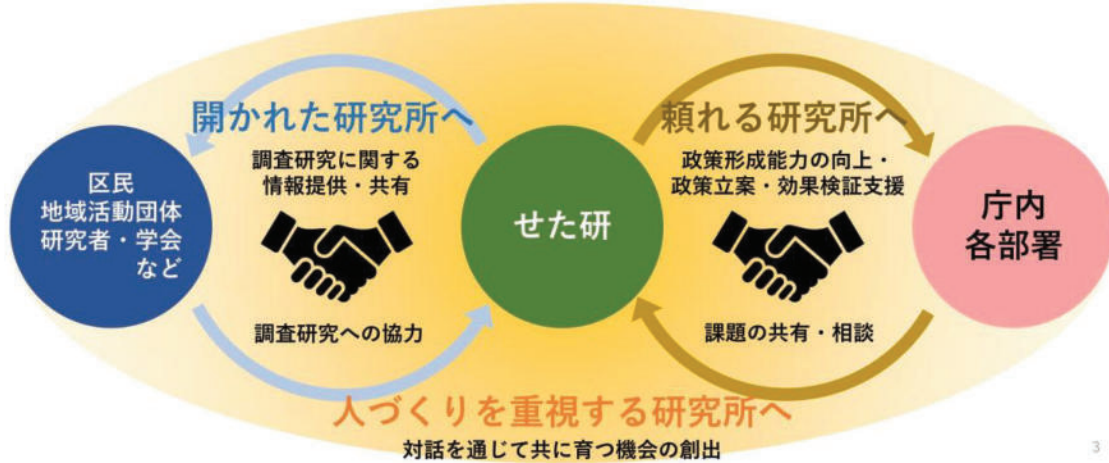 開かれた研究所へ
調査研究に関する
情報提供・共有
区民
地域活動団体
研究者・学会
など
調査研究への協力
せた研
頼れる研究所へ
政策形成能力の向上・
政策立案・効果検証支援
庁内
各部署
課題の共有・相談
人づくりを重視する研究所へ
対話を通じて共に育つ機会の創出
3